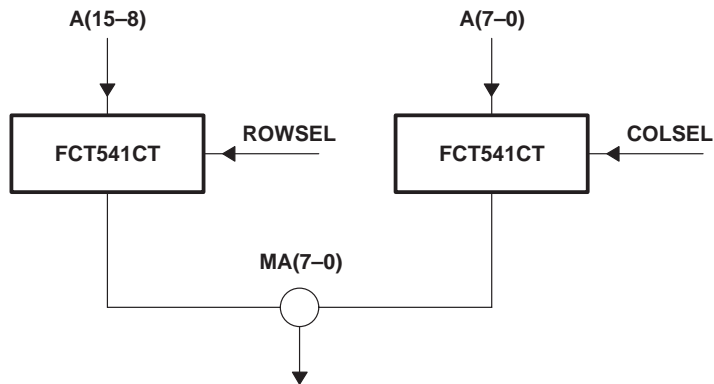 A(15–8)
A(7–0)
FCT541CT
ROWSEL
FCT541CT
COLSEL
MA(7–0)